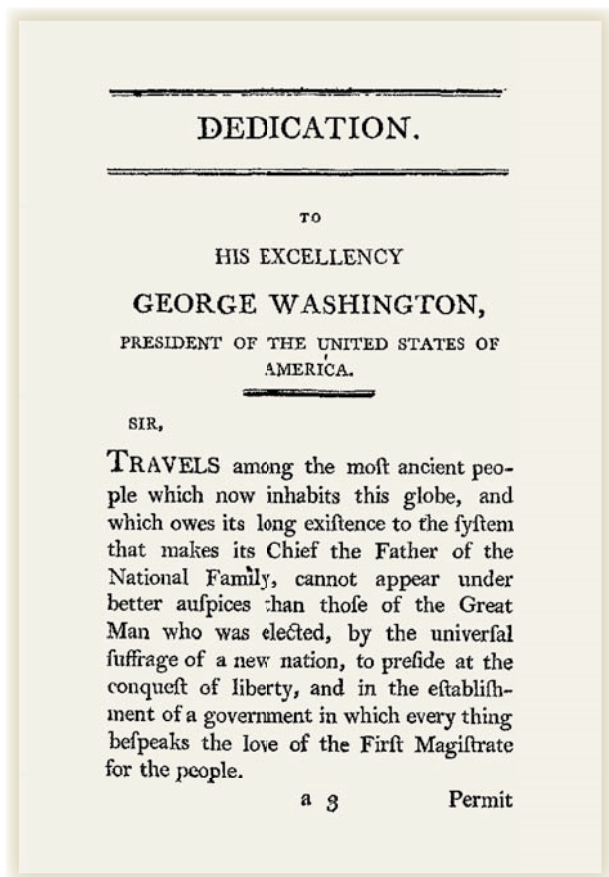 DEDICATION.
TO
HIS EXCELLENCY
GEORGE WASHINGTON,
PRESIDENT OF THE UNITED STATES OF
AMERICA.
SIR,
TRAVELS among the moſt ancient peo-
ple which now inhabits this globe, and
which owes its long exiſtence to the ſyſtem
that makes its Chief the Father of the
National Family, cannot appear under
better auſpices than thoſe of the Great
Man who was elected, by the univerſal
ſuffrage of a new nation, to preſide at the
conqueſt of liberty, and in the eſtabliſh-
ment of a government in which every thing
beſpeaks the love of the Firſt Magiſtrate
for the people.
a 3 Permit